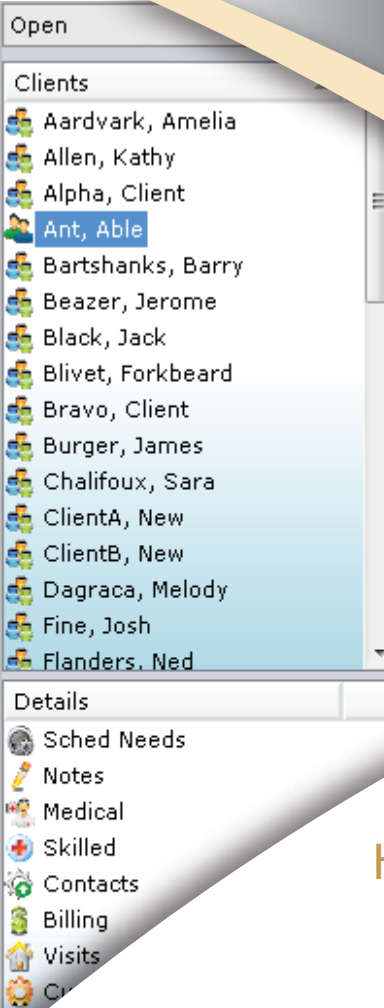 Open
Clients
Aardvark, Amelia
Allen, Kathy
Alpha, Client
Ant, Able
Bartshanks, Barry
Beazer, Jerome
Black, Jack
Blivet, Forkbeard
Bravo, Client
Burger, James
Chalifoux, Sara
ClientA, New
ClientB, New
Dagraca, Melody
Fine, Josh
Flanders, Ned
Details
Sched Needs
Notes
Medical
Skilled
Contacts
Billing
Visits